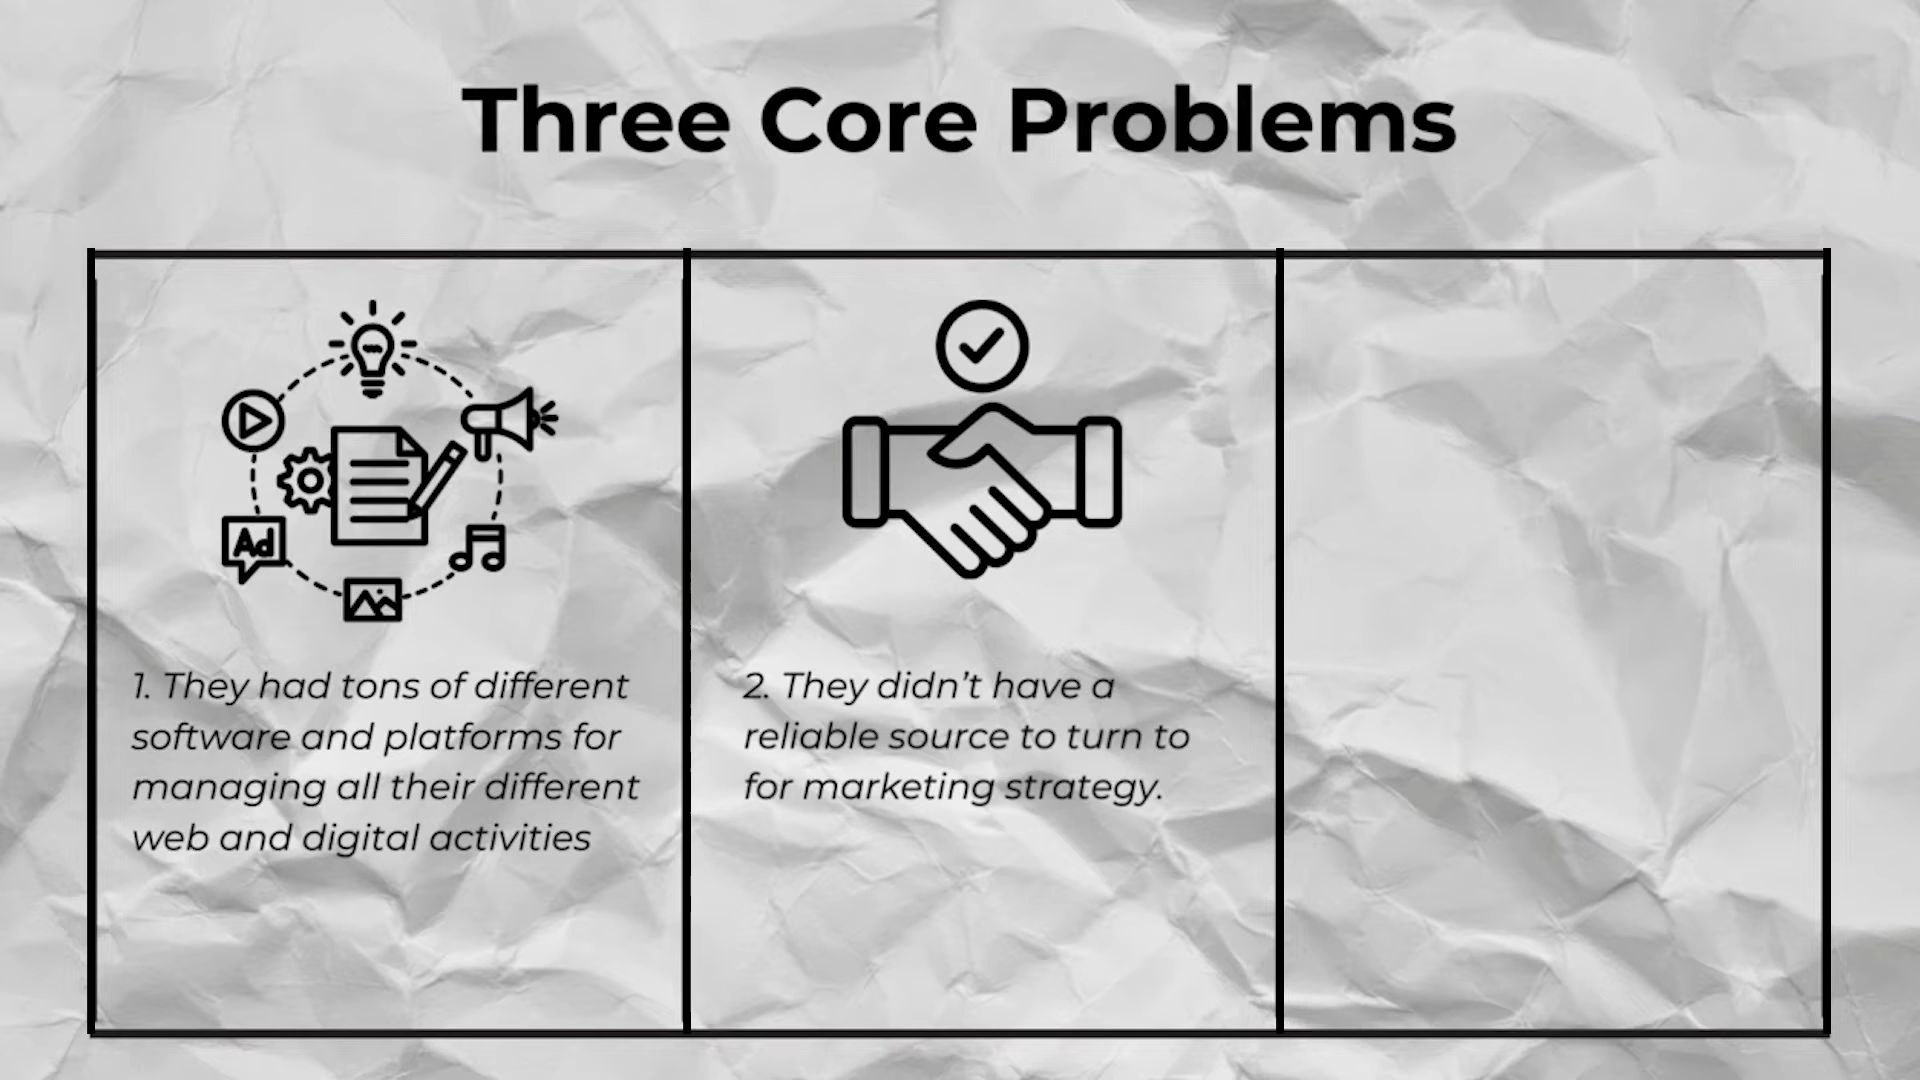 Three Core Problems
Ad
1. They had tons of different
software and platforms for
managing all their different
web and digital activities
2. They didn’t have a
reliable source to turn to
for marketing strategy.